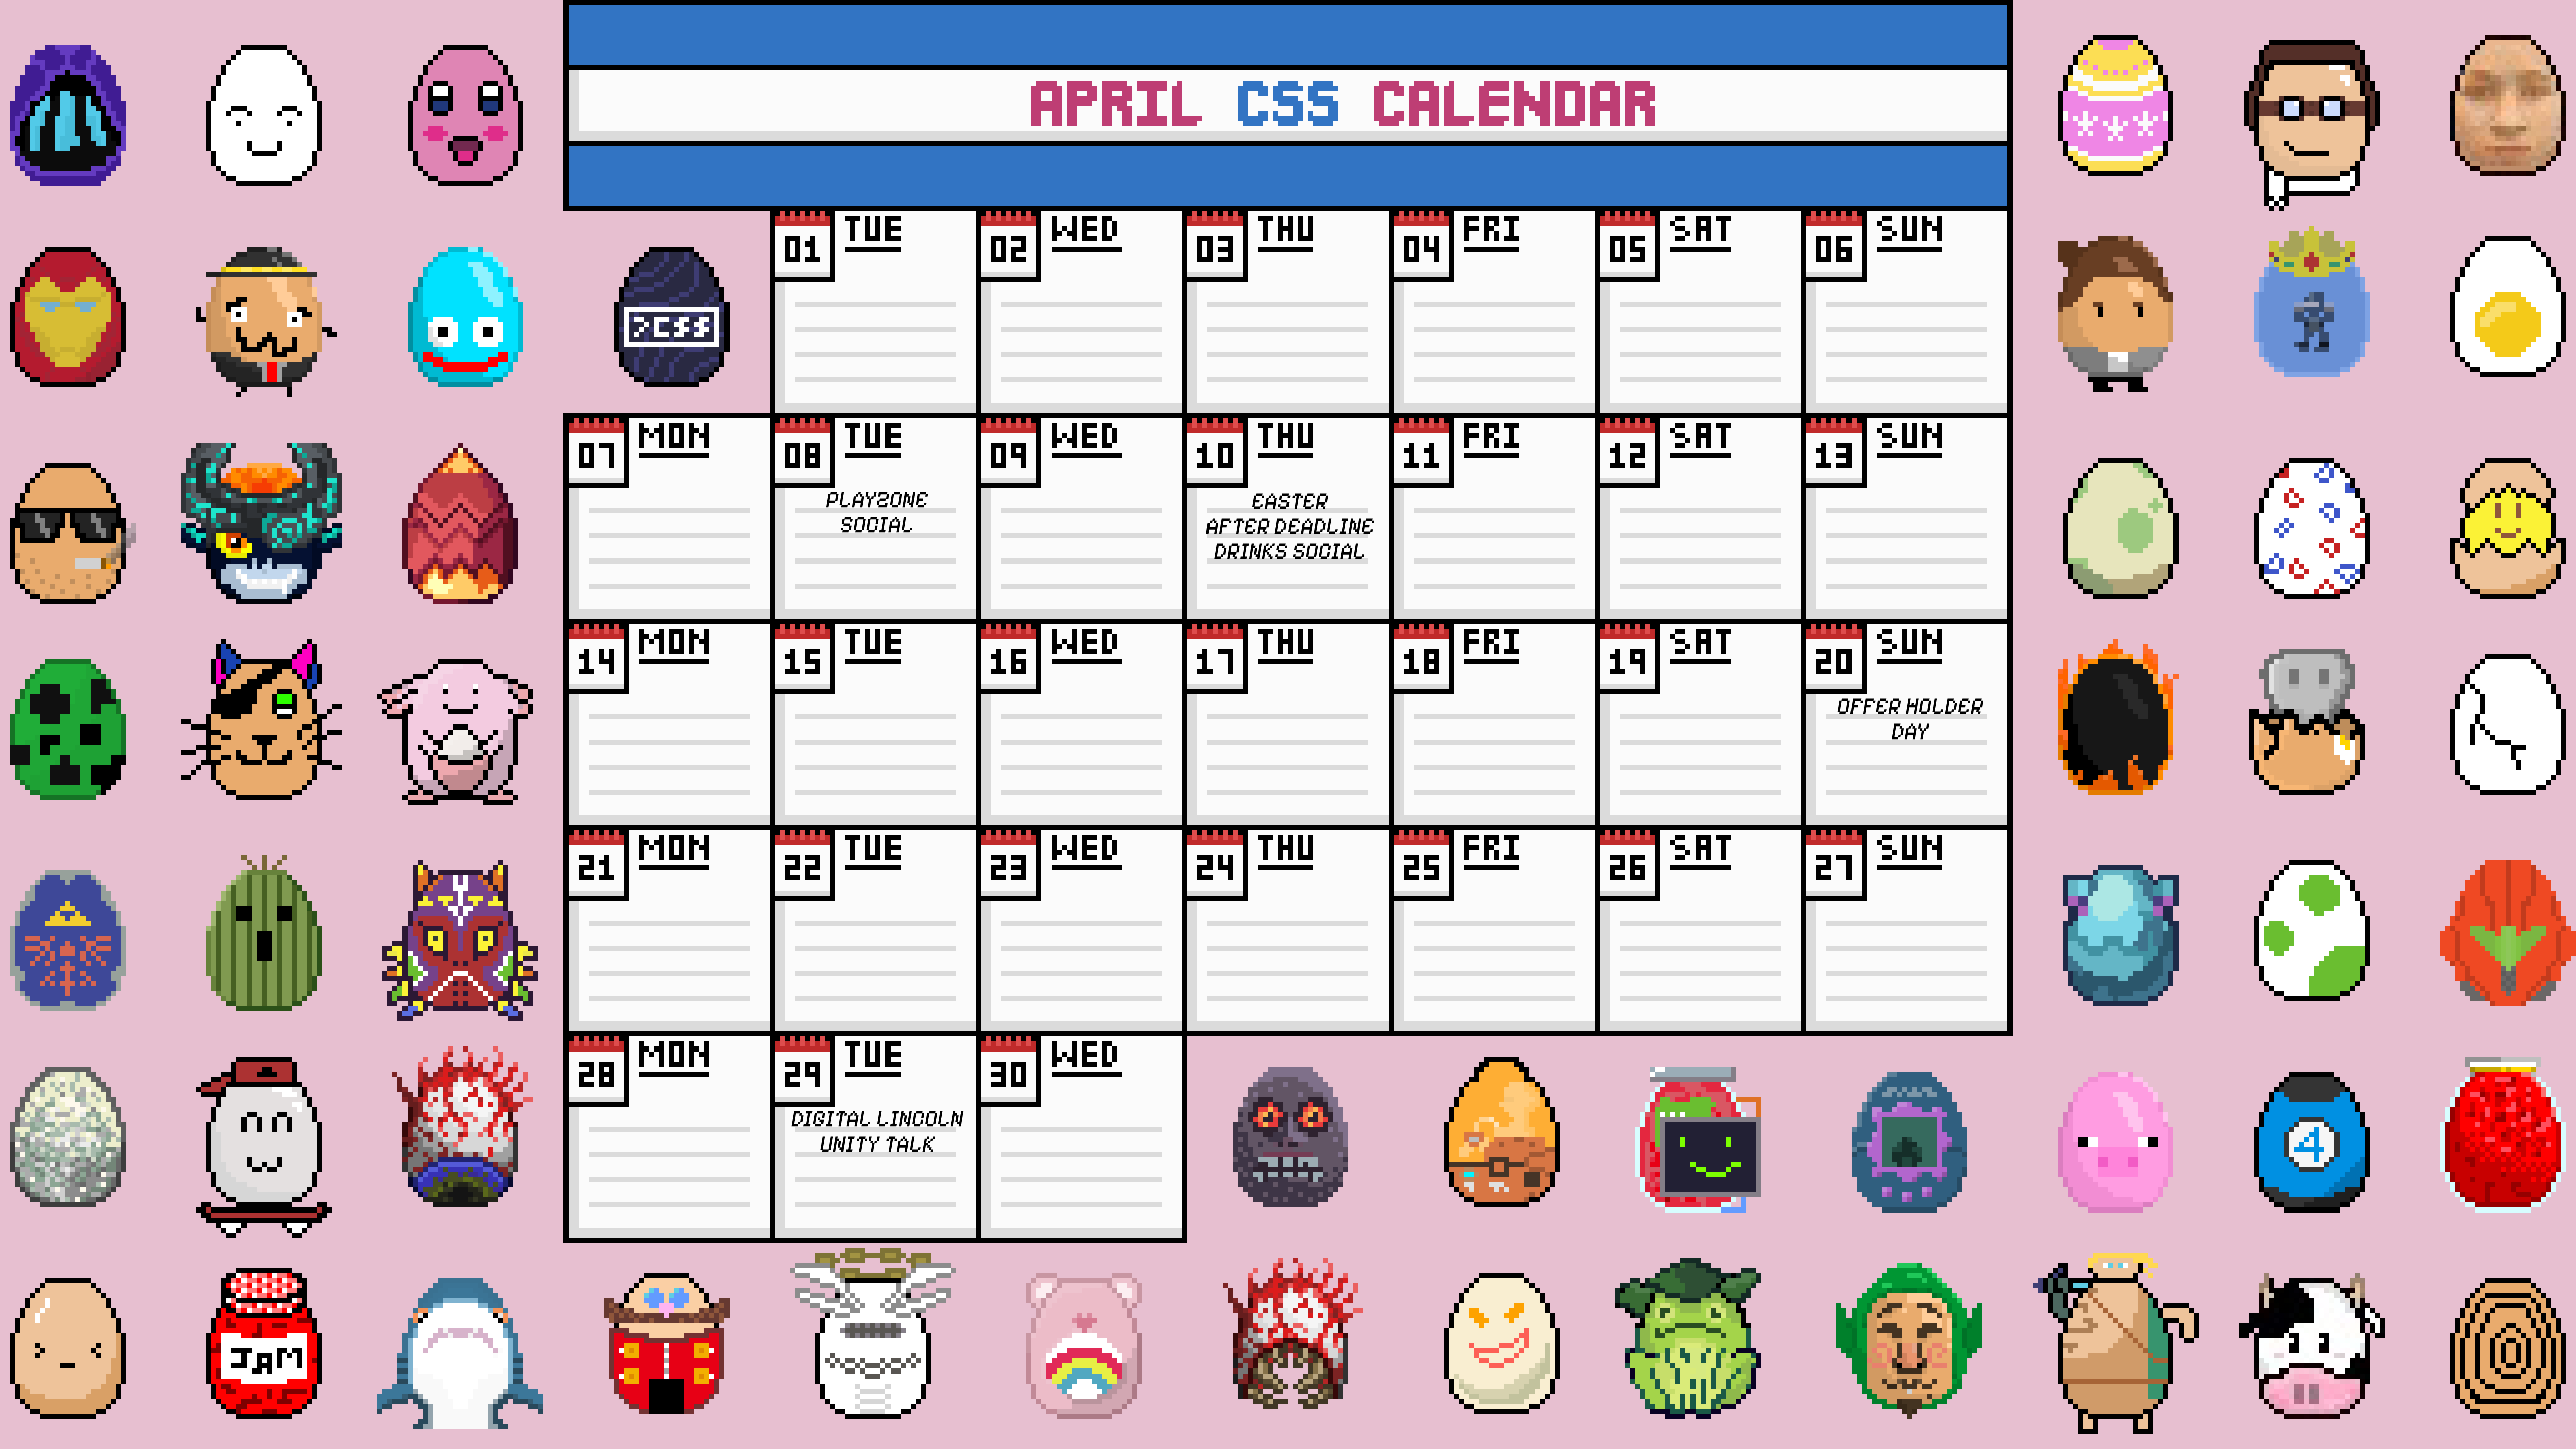 APRIL CSS CALENDAR
>CSS
01 TUE
02 WED
03 THU
04 FRI
05 SAT
06 SUN
07 MON
08 TUE
PLAYZONE
SOCIAL
09 WED
10 THU
EASTER
AFTER DEADLINE
DRINKS SOCIAL
11 FRI
12 SAT
13 SUN
14 MON
15 TUE
16 WED
17 THU
18 FRI
19 SAT
20 SUN
OFFER HOLDER
DAY
21 MON
22 TUE
23 WED
24 THU
25 FRI
26 SAT
27 SUN
28 MON
29 TUE
DIGITAL LINCOLN
UNITY TALK
30 WED
4
JAM